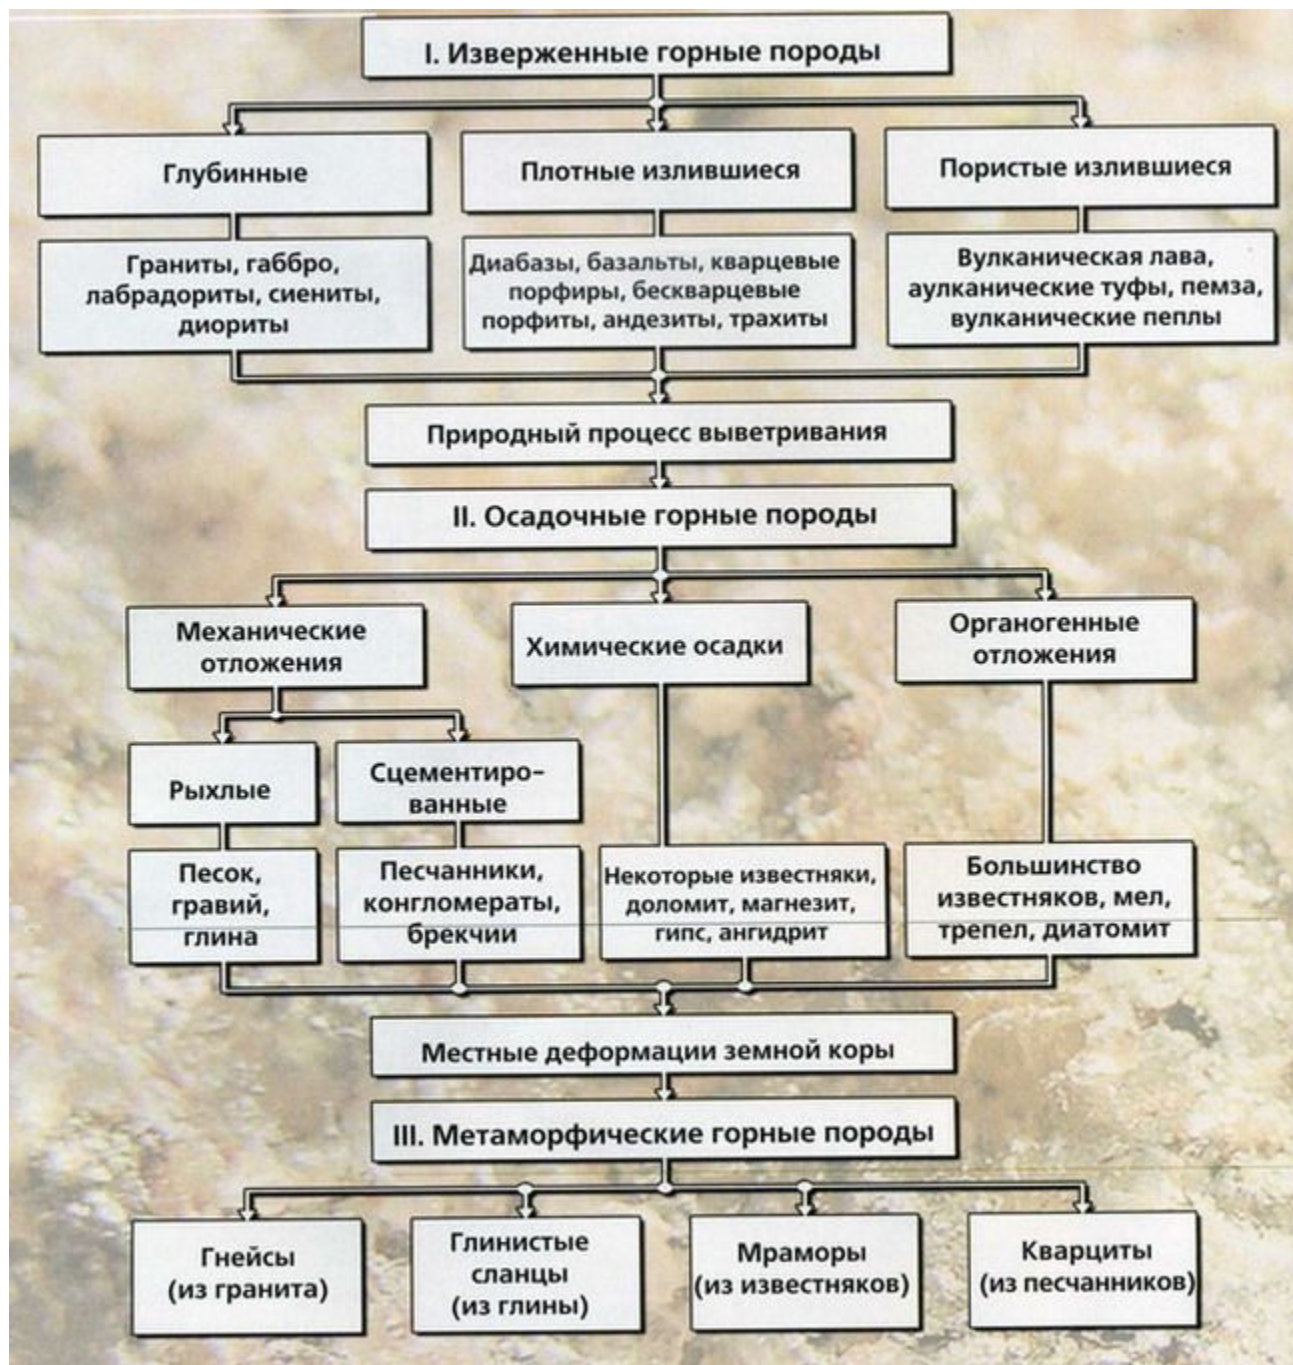 I. Изверженные горные породы
Глубинные
Плотные излившиеся
Пористые излившиеся
Граниты, габбро,
лабрадориты, сиениты,
диориты
Диабазы, базальты, кварцевые
порфиры, бескварцевые
порфиты, андезиты, трахиты
Вулканическая лава,
аулканические туфы, пемза,
вулканические пеплы
Природный процесс выветривания
II. Осадочные горные породы
Механические
отложения
Химические осадки
Органогенные
отложения
Рыхлые
Сцементиро-
ванные
Песок,
гравий,
глина
Песчанники,
конгломераты,
брекчии
Некоторые известняки,
доломит, магнезит,
гипс, ангидрит
Большинство
известняков, мел,
трепел, диатомит
Местные деформации земной коры
III. Метаморфические горные породы
Гнейсы
(из гранита)
Глинистые
сланцы
(из глины)
Мраморы
(из известняков)
Кварциты
(из песчанников)